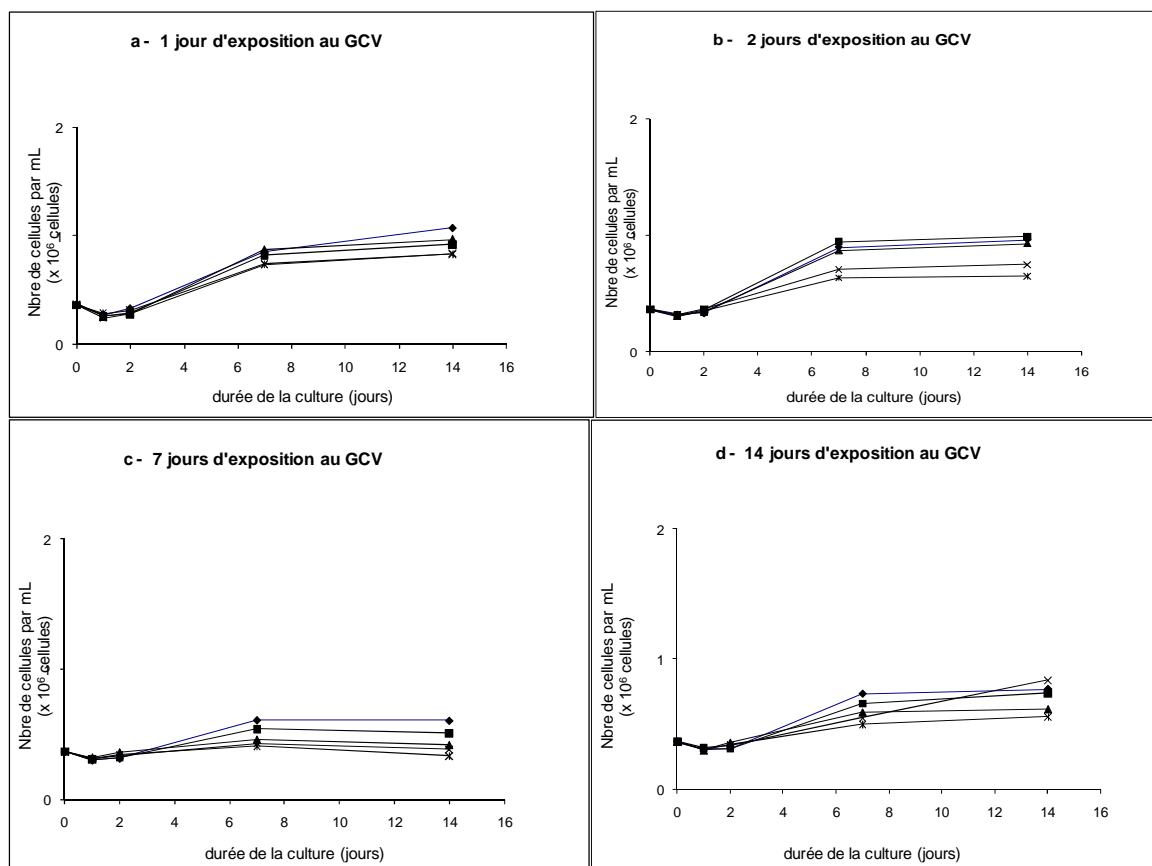 a - 1 jour d'exposition au GCV
Nbre de cellules par mL
(x 10⁶ cellules)
2
1
0
0 2 4 6 8 10 12 14 16
durée de la culture (jours)
b - 2 jours d'exposition au GCV
Nbre de cellules par mL
(x 10⁶ cellules)
2
1
0
0 2 4 6 8 10 12 14 16
durée de la culture (jours)
c - 7 jours d'exposition au GCV
Nbre de cellules par mL
(x 10⁶ cellules)
2
1
0
0 2 4 6 8 10 12 14 16
durée de la culture (jours)
d - 14 jours d'exposition au GCV
Nbre de cellules par mL
(x 10⁶ cellules)
2
1
0
0 2 4 6 8 10 12 14 16
durée de la culture (jours)